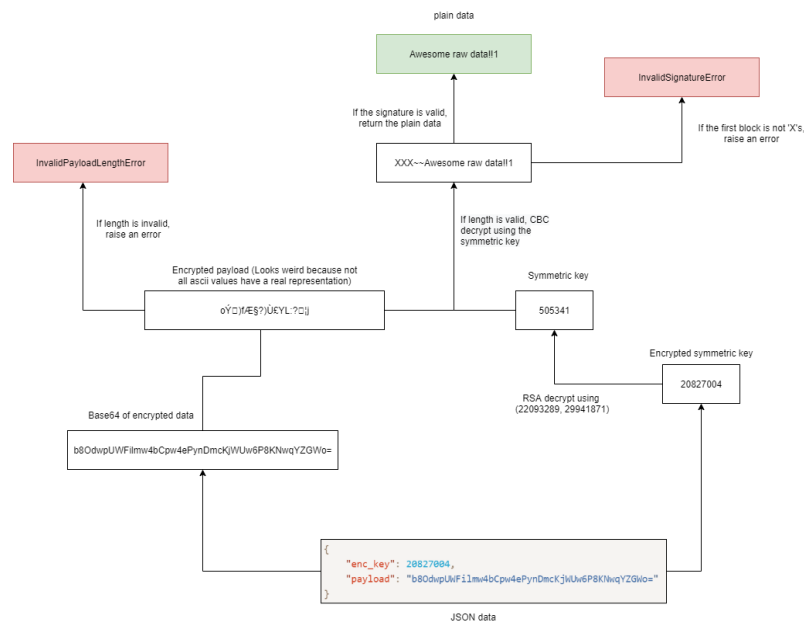 plain data
Awesome raw data!!1
InvalidSignatureError
If the signature is valid,
return the plain data
If the first block is not 'X's,
raise an error
InvalidPayloadLengthError
XXX~~Awesome raw data!!1
If length is invalid,
raise an error
If length is valid, CBC
decrypt using the
symmetric key
Encrypted payload (Looks weird because not
all ascii values have a real representation)
Symmetric key
oÝ□)fÆ§?)Ù£YL:?□¦j
505341
Encrypted symmetric key
20827004
RSA decrypt using
(22093289, 29941871)
Base64 of encrypted data
b8OdwpUWFilmw4bCpw4ePynDmcKjWUw6P8KNwqYZGWo=
{
"enc_key": 20827004,
"payload": "b8OdwpUWFilmw4bCpw4ePynDmcKjWUw6P8KNwqYZGWo="
}
JSON data